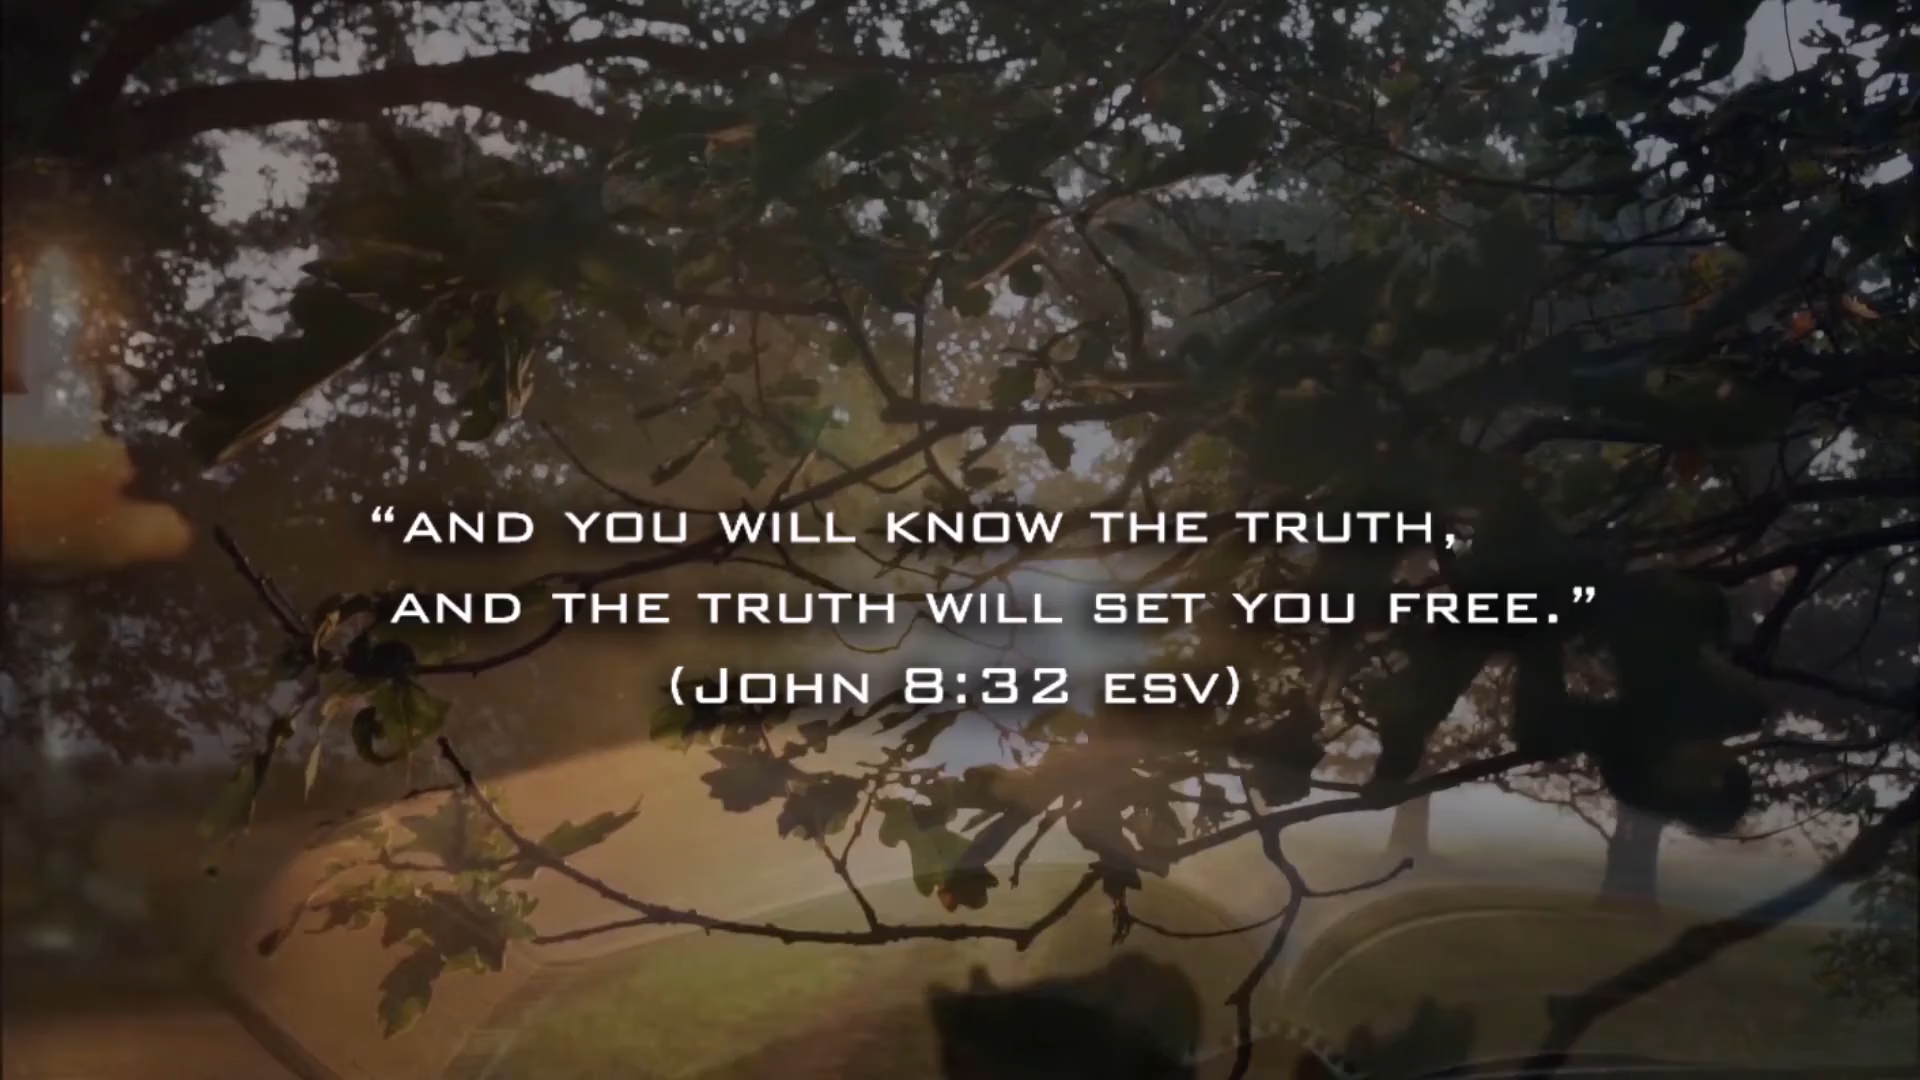 “AND YOU WILL KNOW THE TRUTH,
AND THE TRUTH WILL SET YOU FREE.”
(JOHN 8:32 ESV)